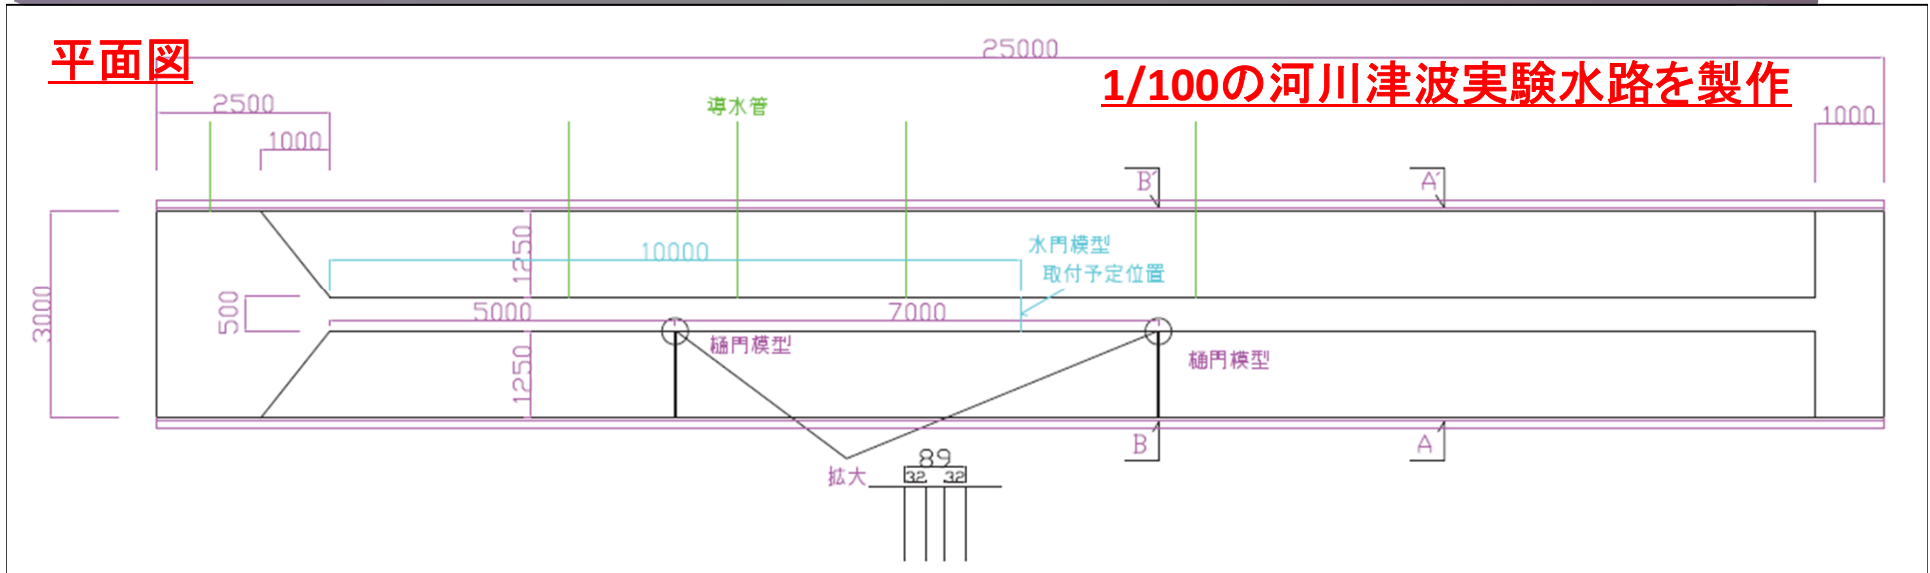 平面図
25000
1/100の河川津波実験水路を製作
2500
導水管
1000
1000
B′
A′
1250
10000
水門模型
取付予定位置
3000
500
5000
7000
樋門模型
樋門模型
1250
B
A
拡大
89
32
32